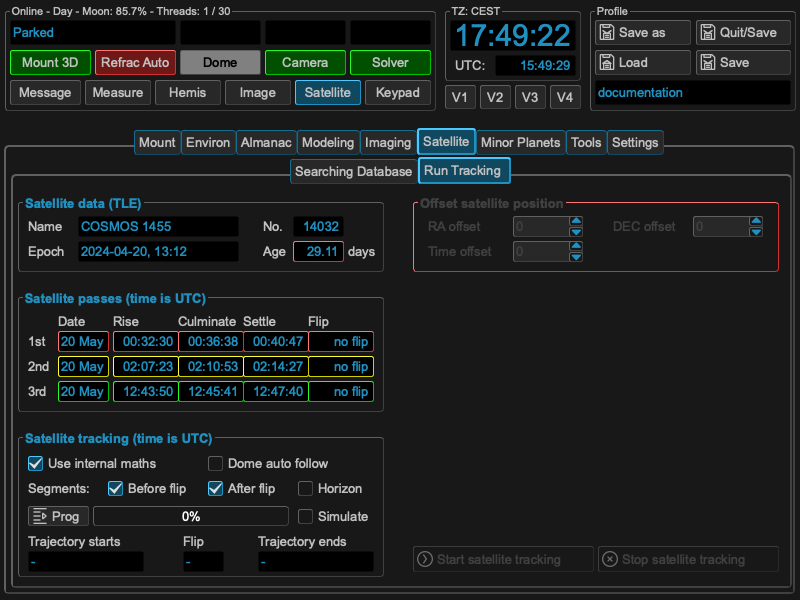 Online - Day - Moon: 85.7% - Threads: 1 / 30
Parked
Mount 3D Refrac Auto Dome Camera Solver
Message Measure Hemis Image Satellite Keypad
TZ: CEST
17:49:22
UTC: 15:49:29
V1 V2 V3 V4
Profile
Save as Quit/Save
Load Save
documentation
Mount Environ Almanac Modeling Imaging Satellite Minor Planets Tools Settings
Searching Database Run Tracking
Satellite data (TLE)
Name COSMOS 1455 No. 14032
Epoch 2024-04-20, 13:12 Age 29.11 days
Offset satellite position
RA offset 0 DEC offset 0
Time offset 0
Satellite passes (time is UTC)
Date Rise Culminate Settle Flip
1st 20 May 00:32:30 00:36:38 00:40:47 no flip
2nd 20 May 02:07:23 02:10:53 02:14:27 no flip
3rd 20 May 12:43:50 12:45:41 12:47:40 no flip
Satellite tracking (time is UTC)
Use internal maths Dome auto follow
Segments: Before flip After flip Horizon
Prog 0% Simulate
Trajectory starts Flip Trajectory ends
- - -
Start satellite tracking Stop satellite tracking